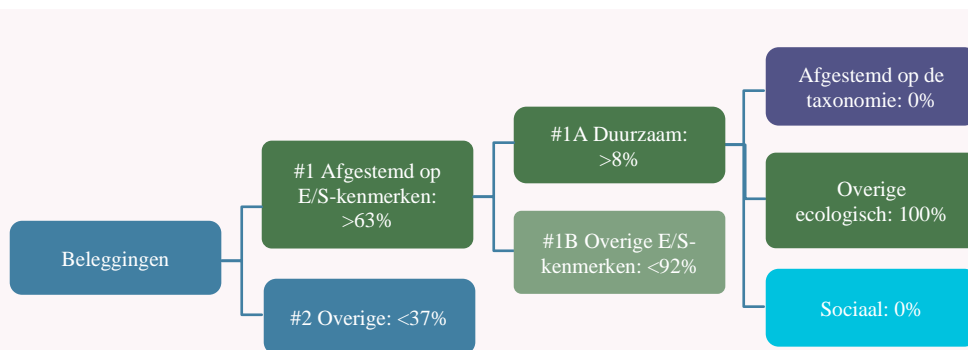 Beleggingen
#1 Afgestemd op
E/S-kenmerken:
>63%
#2 Overige: <37%
#1A Duurzaam:
>8%
#1B Overige E/S-
kenmerken: <92%
Afgestemd op de
taxonomie: 0%
Overige
ecologisch: 100%
Sociaal: 0%